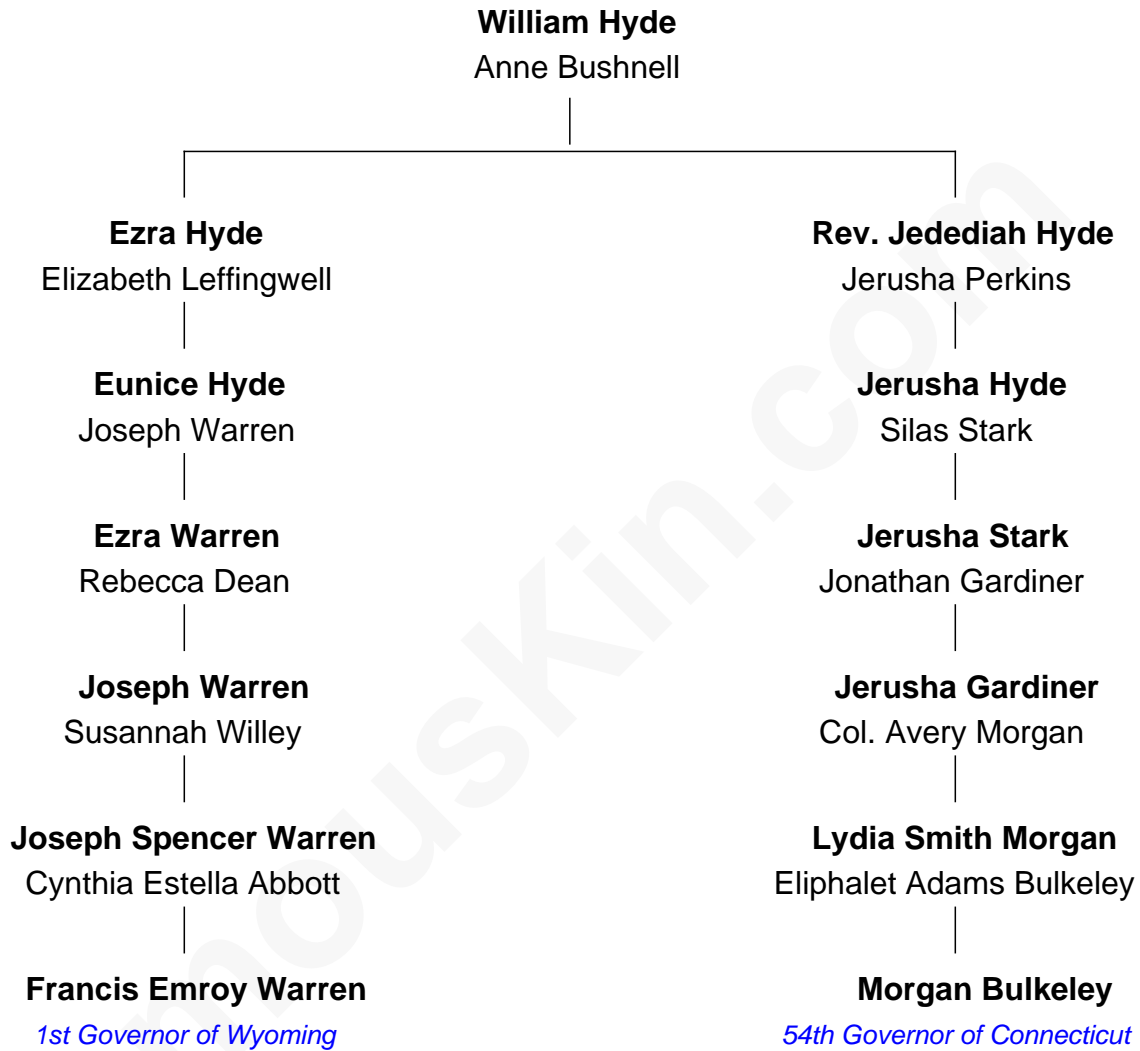 William Hyde
Anne Bushnell
Ezra Hyde
Elizabeth Leffingwell
Rev. Jedediah Hyde
Jerusha Perkins
Eunice Hyde
Joseph Warren
Jerusha Hyde
Silas Stark
Ezra Warren
Rebecca Dean
Jerusha Stark
Jonathan Gardiner
Joseph Warren
Susannah Willey
Jerusha Gardiner
Col. Avery Morgan
Joseph Spencer Warren
Cynthia Estella Abbott
Lydia Smith Morgan
Eliphalet Adams Bulkeley
Francis Emroy Warren
1st Governor of Wyoming
Morgan Bulkeley
54th Governor of Connecticut
mousKin.com